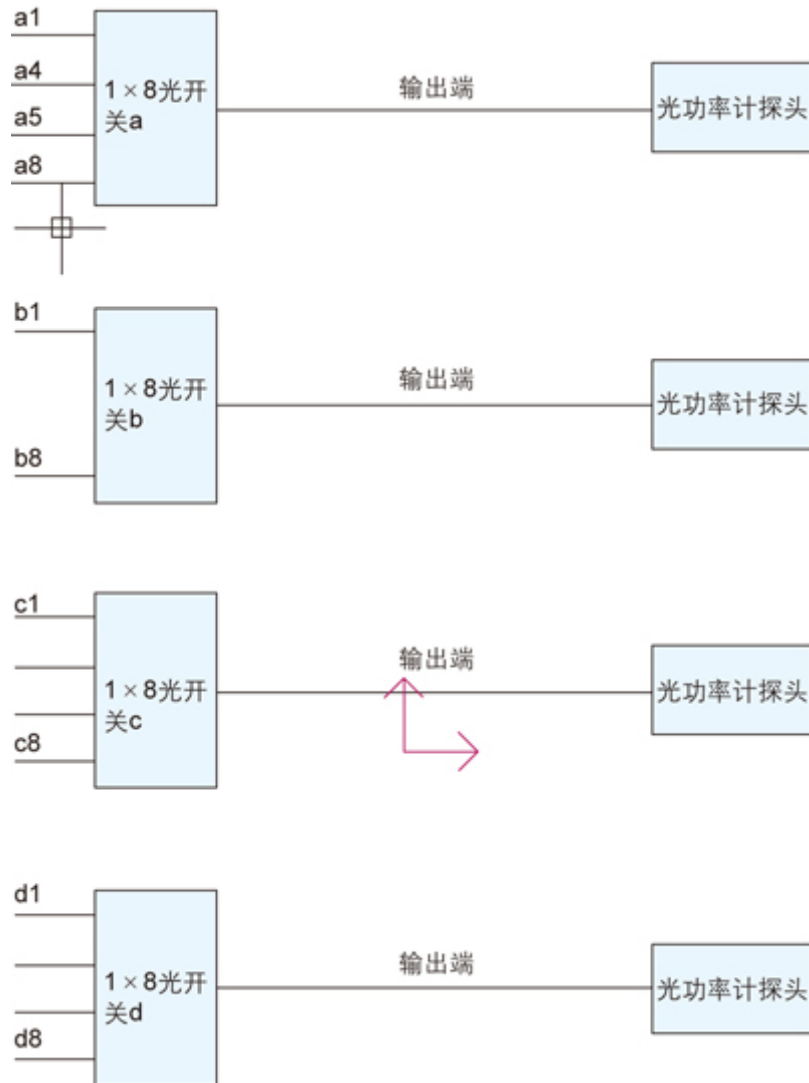 a1
a4
a5
a8
1×8光开
关a
输出端
光功率计探头
b1
b8
1×8光开
关b
输出端
光功率计探头
c1
c8
1×8光开
关c
输出端
光功率计探头
d1
d8
1×8光开
关d
输出端
光功率计探头